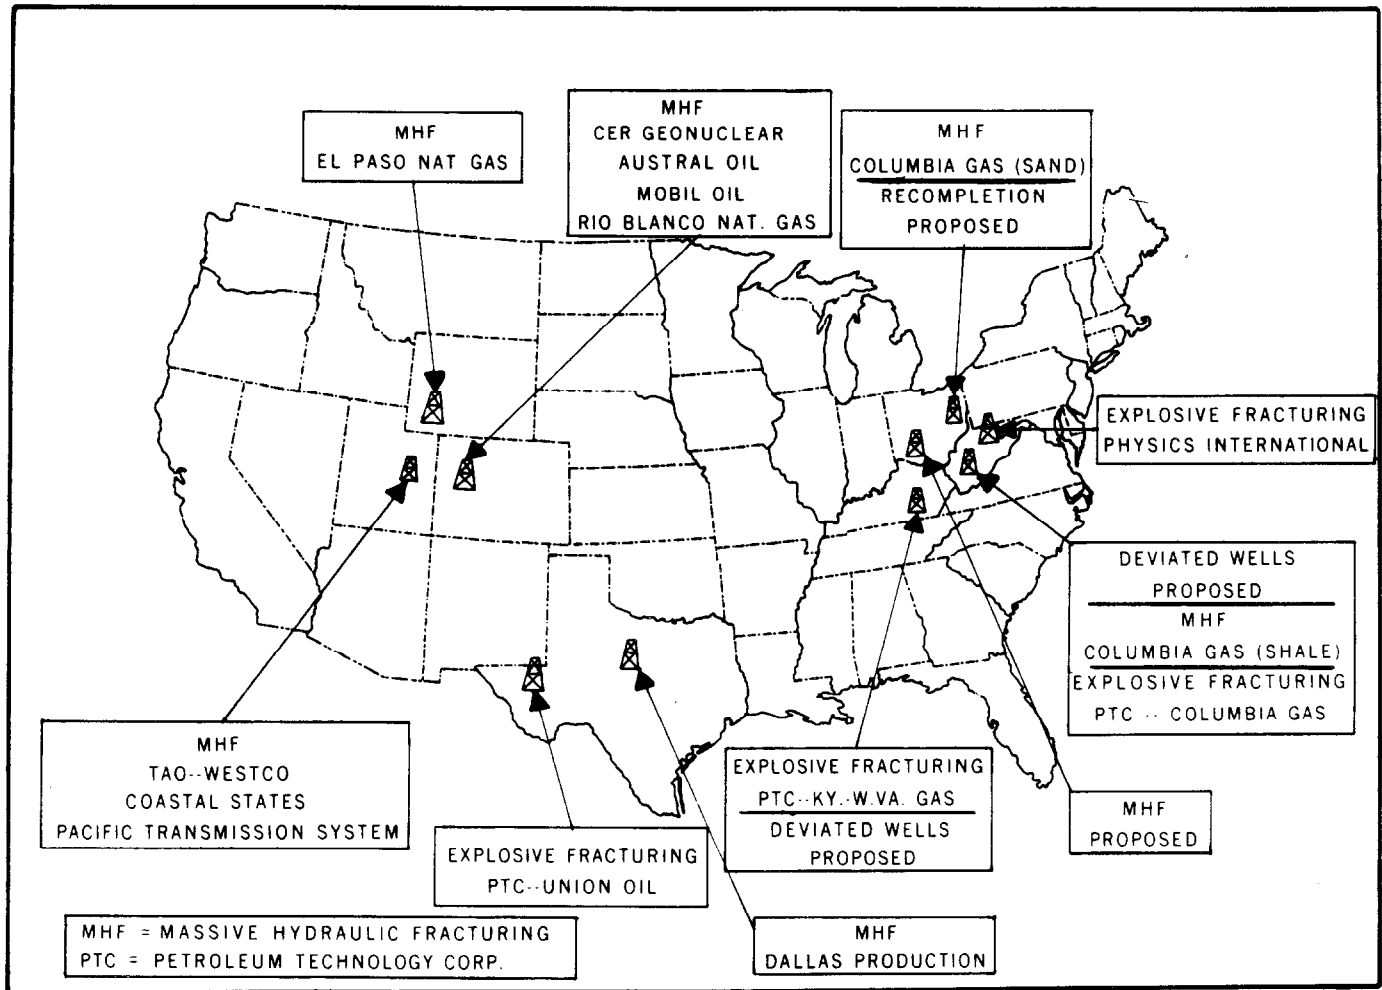 MHF
EL PASO NAT GAS
MHF
CER GEONUCLEAR
AUSTRAL OIL
MOBIL OIL
RIO BLANCO NAT. GAS
MHF
COLUMBIA GAS (SAND)
RECOMPLETION
PROPOSED
EXPLOSIVE FRACTURING
PHYSICS INTERNATIONAL
DEVIATED WELLS
PROPOSED
MHF
COLUMBIA GAS (SHALE)
EXPLOSIVE FRACTURING
PTC -- COLUMBIA GAS
MHF
TAO--WESTCO
COASTAL STATES
PACIFIC TRANSMISSION SYSTEM
EXPLOSIVE FRACTURING
PTC--UNION OIL
EXPLOSIVE FRACTURING
PTC--KY.-W.VA. GAS
DEVIATED WELLS
PROPOSED
MHF
PROPOSED
MHF
DALLAS PRODUCTION
MHF = MASSIVE HYDRAULIC FRACTURING
PTC = PETROLEUM TECHNOLOGY CORP.